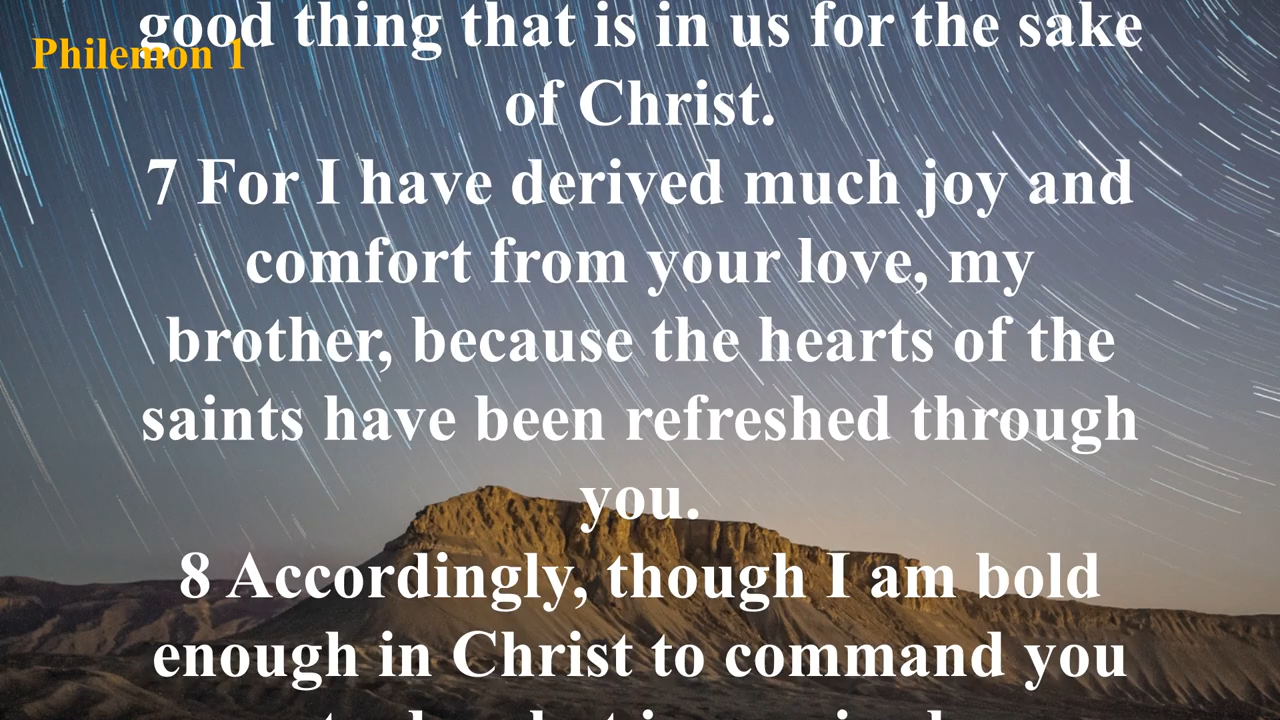 good thing that is in us for the sake
Philemon 1
of Christ.
7 For I have derived much joy and
comfort from your love, my
brother, because the hearts of the
saints have been refreshed through
you.
8 Accordingly, though I am bold
enough in Christ to command you